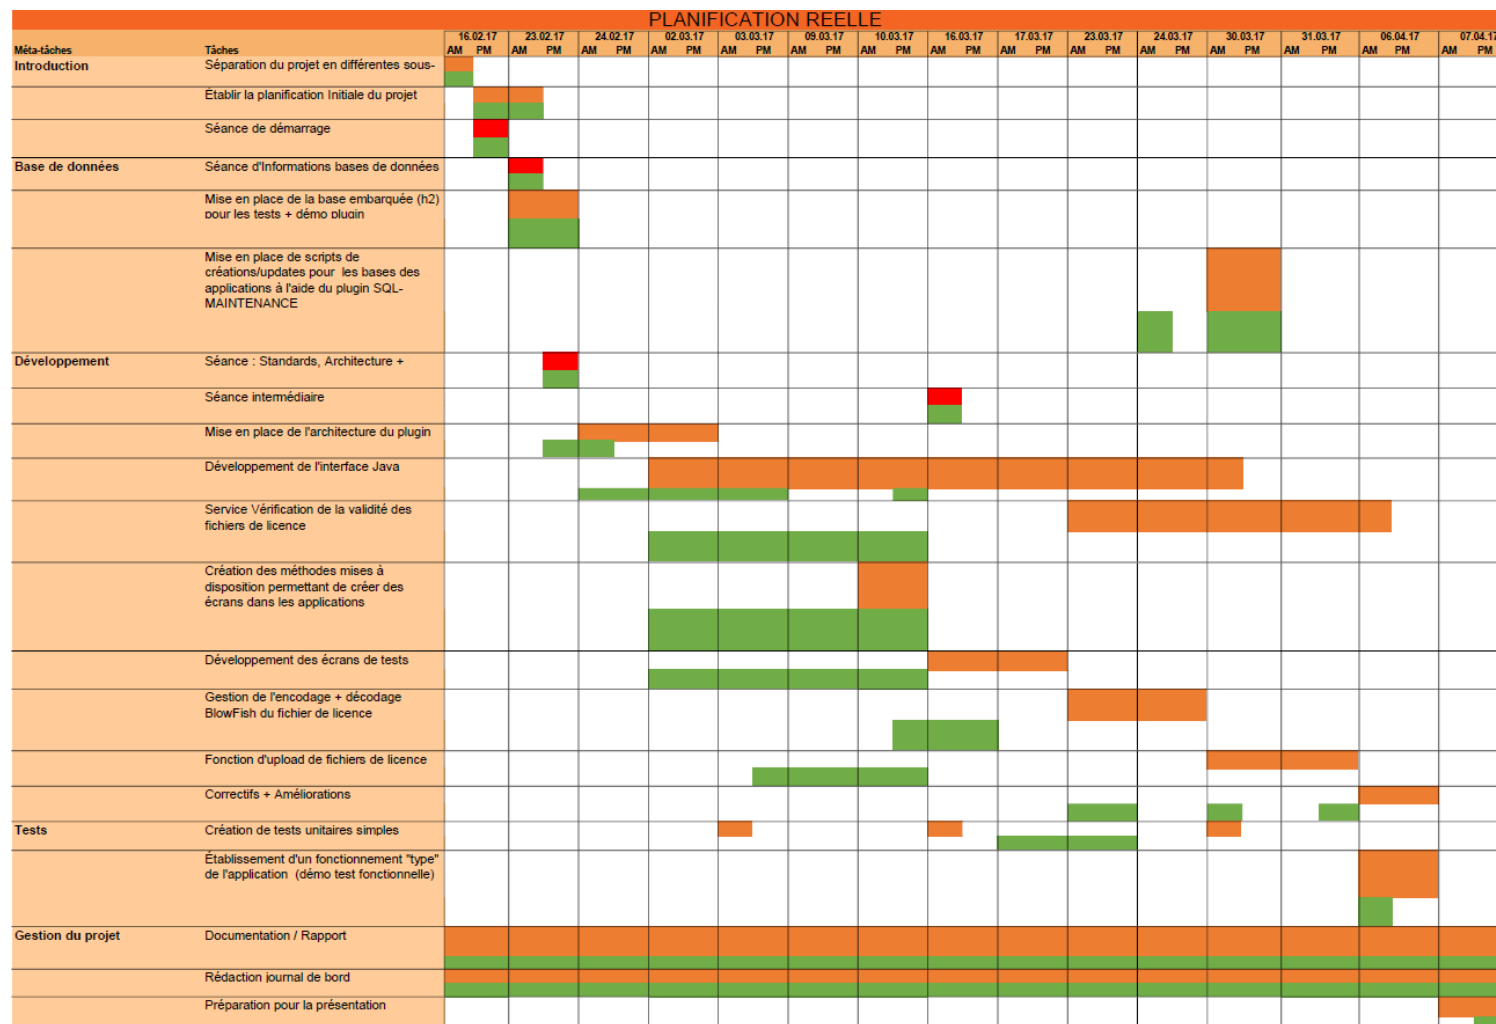 PLANIFICATION REELLE
16.02.17 23.02.17 24.02.17 02.03.17 03.03.17 09.03.17 10.03.17 16.03.17 17.03.17 23.03.17 24.03.17 30.03.17 31.03.17 06.04.17 07.04.17
Méta-tâches Tâches AM PM AM PM AM PM AM PM AM PM AM PM AM PM AM PM AM PM AM PM AM PM AM PM AM PM AM PM AM PM
Introduction Séparation du projet en différentes sous-
Établir la planification Initiale du projet
Séance de démarrage
Base de données Séance d'Informations bases de données
Mise en place de la base embarquée (h2)
pour les tests + démo plugin
Mise en place de scripts de
créations/updates pour les bases des
applications à l'aide du plugin SQL-
MAINTENANCE
Développement Séance : Standards, Architecture +
Séance intermédiaire
Mise en place de l'architecture du plugin
Développement de l'interface Java
Service Vérification de la validité des
fichiers de licence
Création des méthodes mises à
disposition permettant de créer des
écrans dans les applications
Développement des écrans de tests
Gestion de l'encodage + décodage
BlowFish du fichier de licence
Fonction d'upload de fichiers de licence
Correctifs + Améliorations
Tests Création de tests unitaires simples
Établissement d'un fonctionnement "type"
de l'application (démo test fonctionnelle)
Gestion du projet Documentation / Rapport
Rédaction journal de bord
Préparation pour la présentation